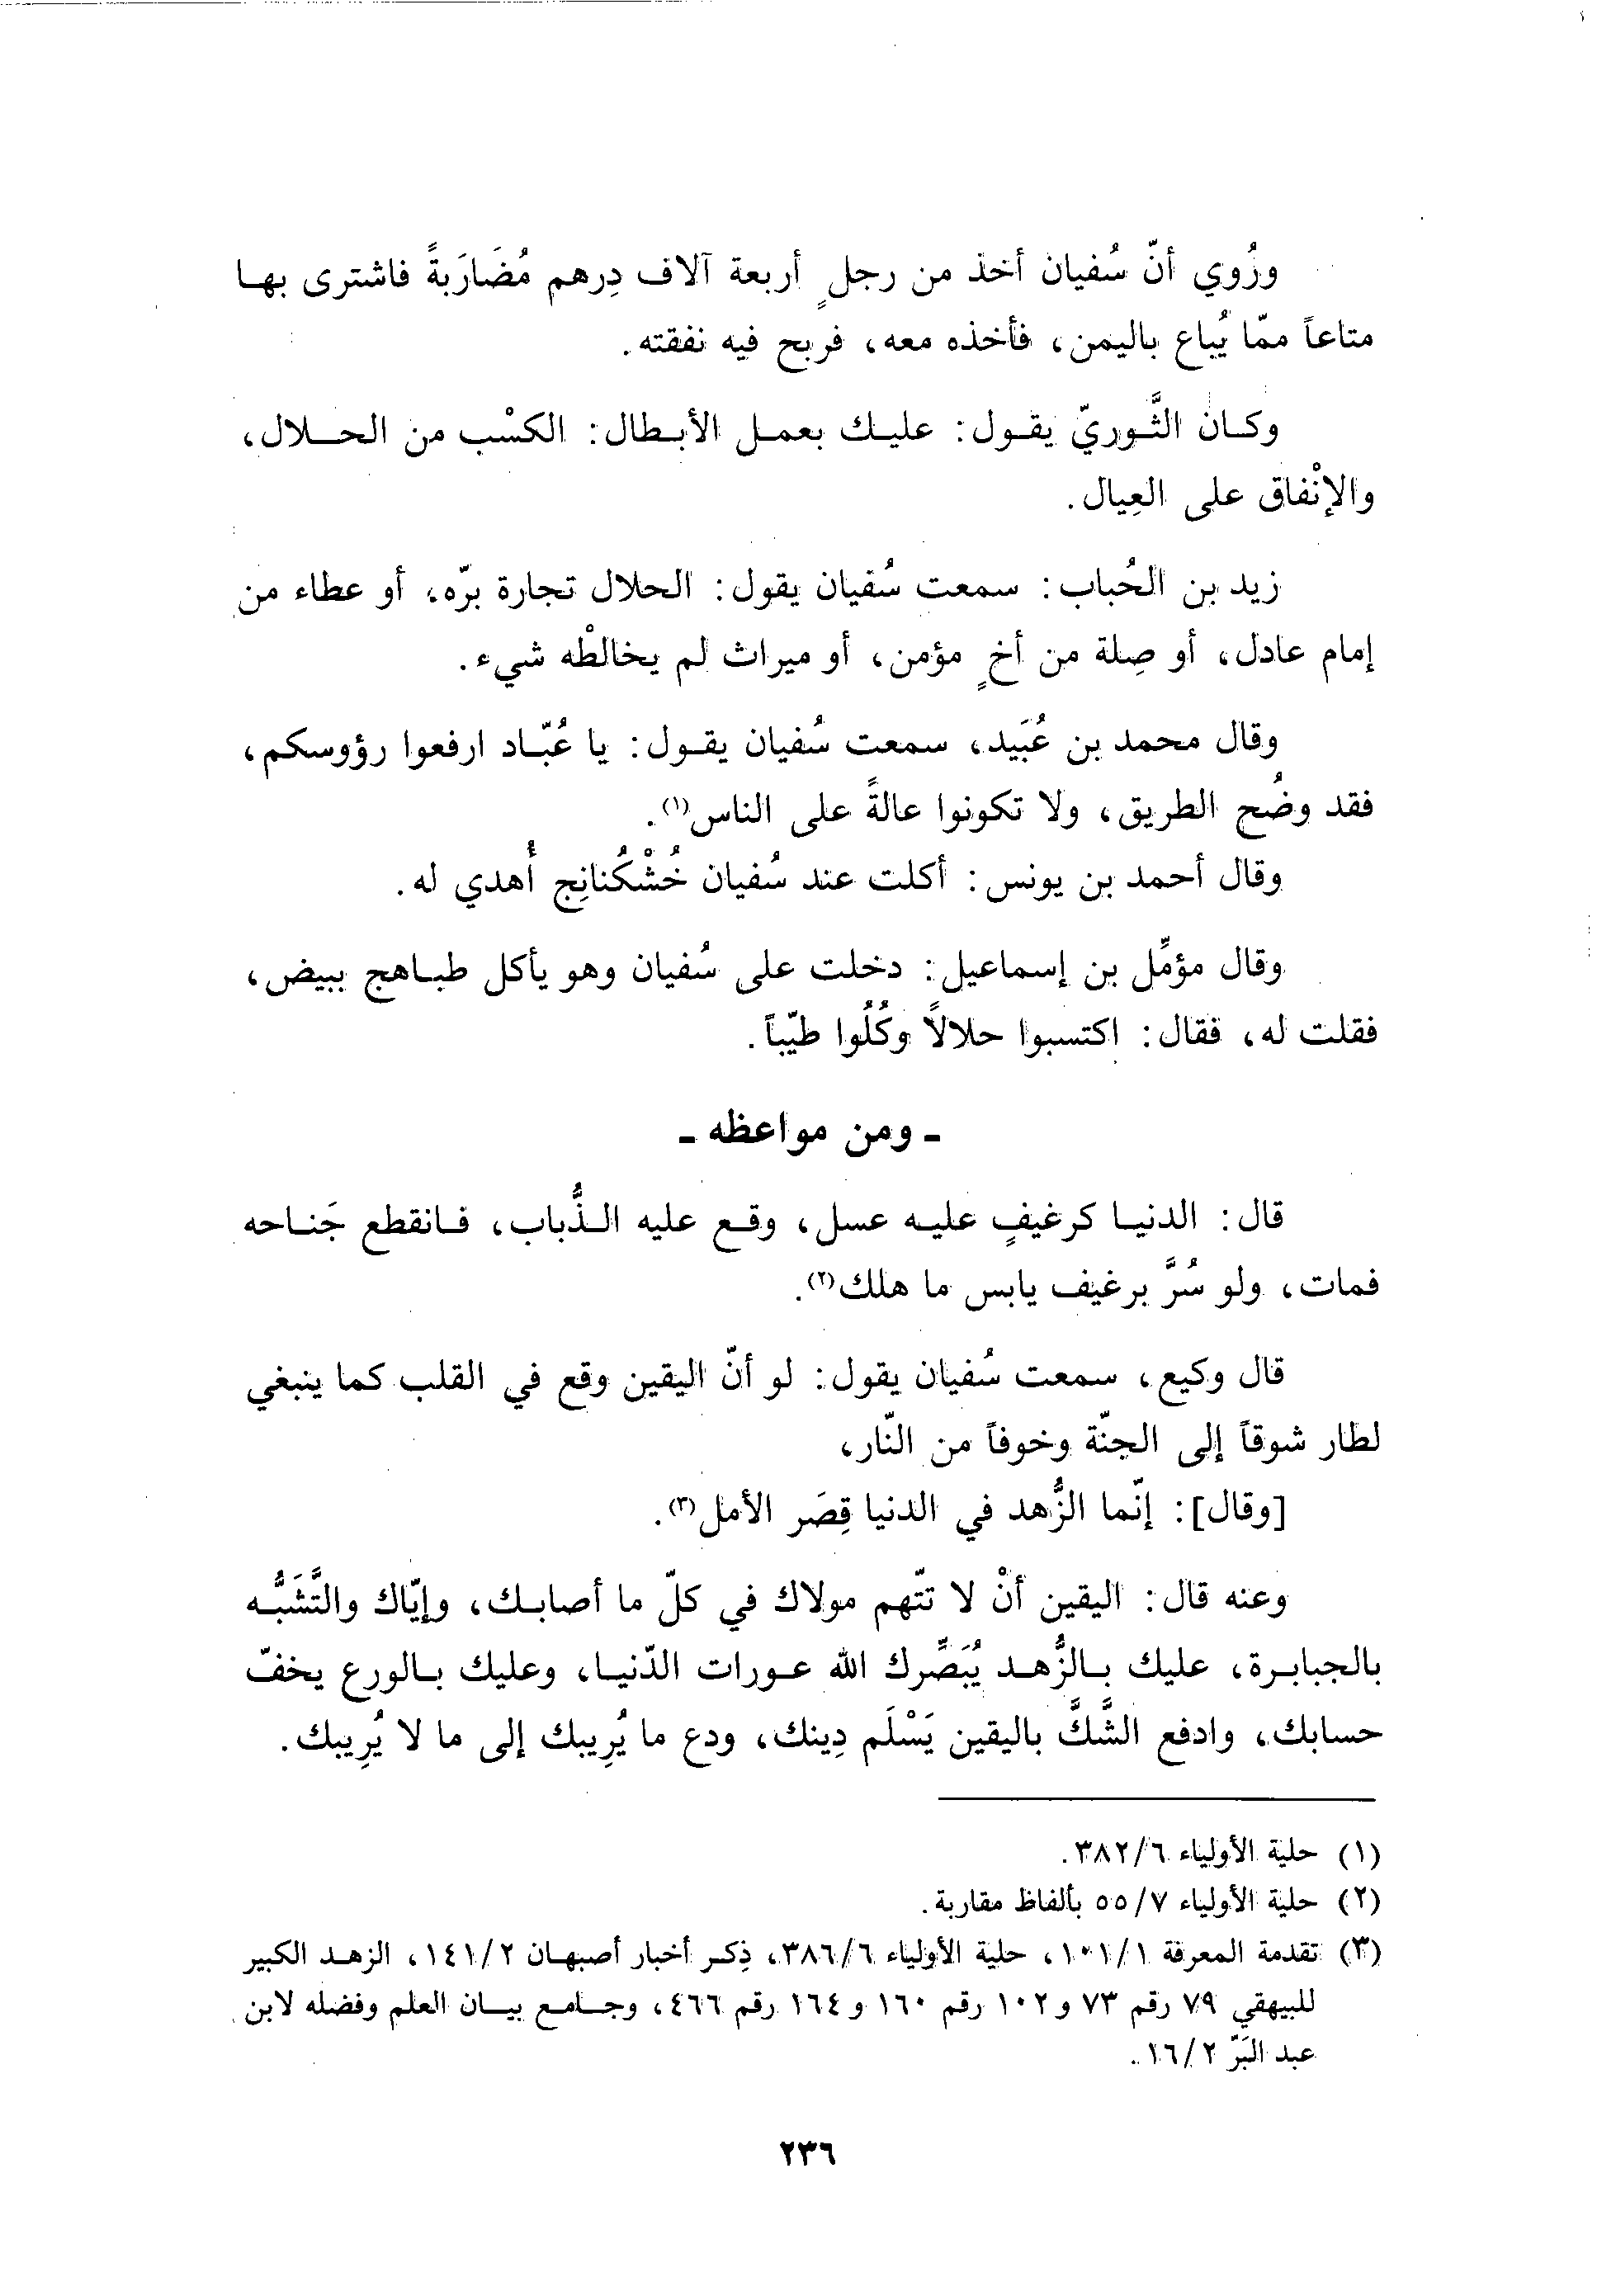 ورُوي أنّ سُفيان أخذ من رجلٍ أربعة آلاف دِرهم مُضَارَبةً فاشترى بها
متاعاً ممّا يُباع باليمن، فأخذه معه، فربح فيه نفقته.
وكان الثَّوريّ يقول: عليك بعمل الأبطال: الكسْب من الحلال،
والإنْفاق على العِيال.
زيد بن الحُباب: سمعت سُفيان يقول: الحلال تجارة برّه، أو عطاء من
إمام عادل، أو صِلة من أخٍ مؤمن، أو ميراث لم يخالطْه شيء.
وقال محمد بن عُبَيد، سمعت سُفيان يقول: يا عُبّاد ارفعوا رؤوسكم،
فقد وضُح الطريق، ولا تكونوا عالةً على الناس(١).
وقال أحمد بن يونس: أكلت عند سُفيان خُشْكُنانِج أُهدي له.
وقال مؤمِّل بن إسماعيل: دخلت على سُفيان وهو يأكل طباهج ببيض،
فقلت له، فقال: اكتسبوا حلالاً وكُلُوا طيّباً.
ـ ومن مواعظه ـ
قال: الدنيا كرغيفٍ عليه عسل، وقع عليه الذُّباب، فانقطع جَناحه
فمات، ولو سُرَّ برغيف يابس ما هلك(٢).
قال وكيع، سمعت سُفيان يقول: لو أنّ اليقين وقع في القلب كما ينبغي
لطار شوقاً إلى الجنّة وخوفاً من النّار،
[وقال]: إنّما الزُّهد في الدنيا قِصَر الأمل(٣).
وعنه قال: اليقين أنْ لا تتّهم مولاك في كلّ ما أصابك، وإيّاك والتَّشَبُّه
بالجبابرة، عليك بالزُّهد يُبَصِّرك الله عورات الدّنيا، وعليك بالورع يخفّ
حسابك، وادفع الشَّكَّ باليقين يَسْلَم دِينك، ودع ما يُرِيبك إلى ما لا يُرِيبك.
(١) حلية الأولياء ٣٨٢/٦.
(٢) حلية الأولياء ٥٥/٧ بألفاظ مقاربة.
(٣) تقدمة المعرفة ١٠١/١، حلية الأولياء ٣٨٦/٦، ذِكر أخبار أصبهان ١٤١/٢، الزهد الكبير
للبيهقي ٧٩ رقم ٧٣ و ١٠٢ رقم ١٦٠ و ١٦٤ رقم ٤٦٦، وجامع بيان العلم وفضله لابن
عبد البَرّ ١٦/٢.
٢٣٦